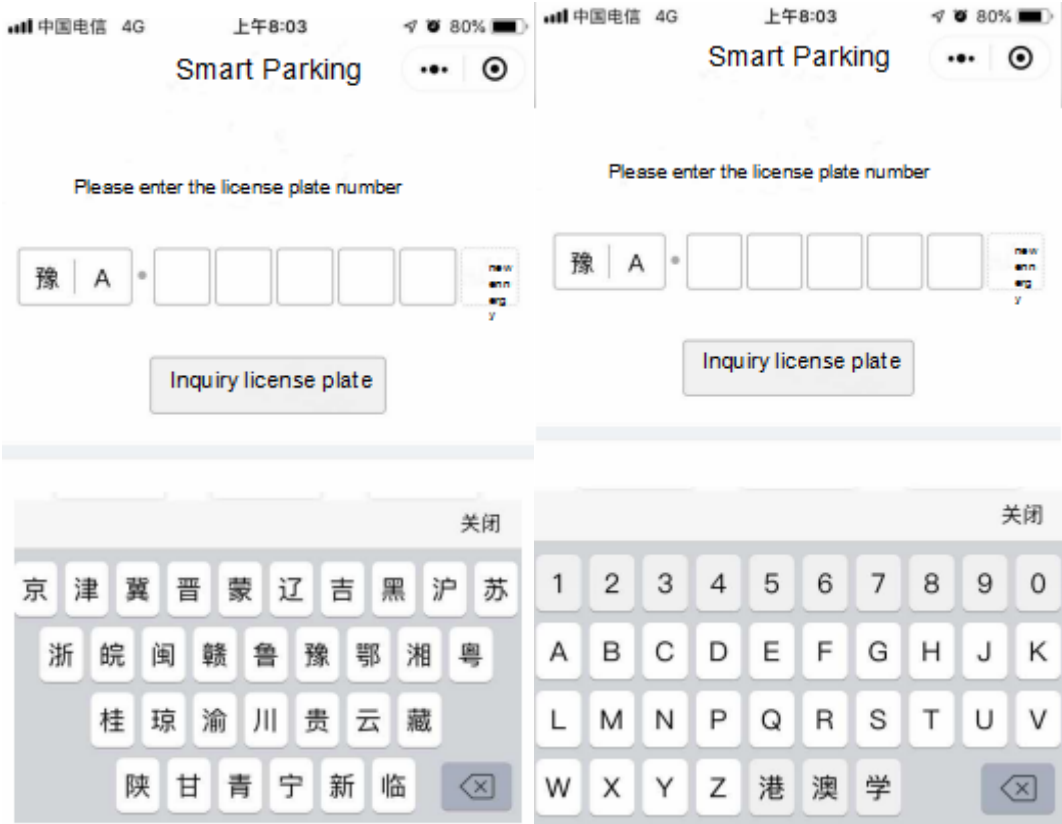 中国电信 4G 上午8:03 80%
Smart Parking
Please enter the license plate number
豫 A
new
enn
erg
y
Inquiry license plate
关闭
京 津 冀 晋 蒙 辽 吉 黑 沪 苏
浙 皖 闽 赣 鲁 豫 鄂 湘 粤
桂 琼 渝 川 贵 云 藏
陕 甘 青 宁 新 临
中国电信 4G 上午8:03 80%
Smart Parking
Please enter the license plate number
豫 A
new
enn
erg
y
Inquiry license plate
关闭
1 2 3 4 5 6 7 8 9 0
A B C D E F G H J K
L M N P Q R S T U V
W X Y Z 港 澳 学